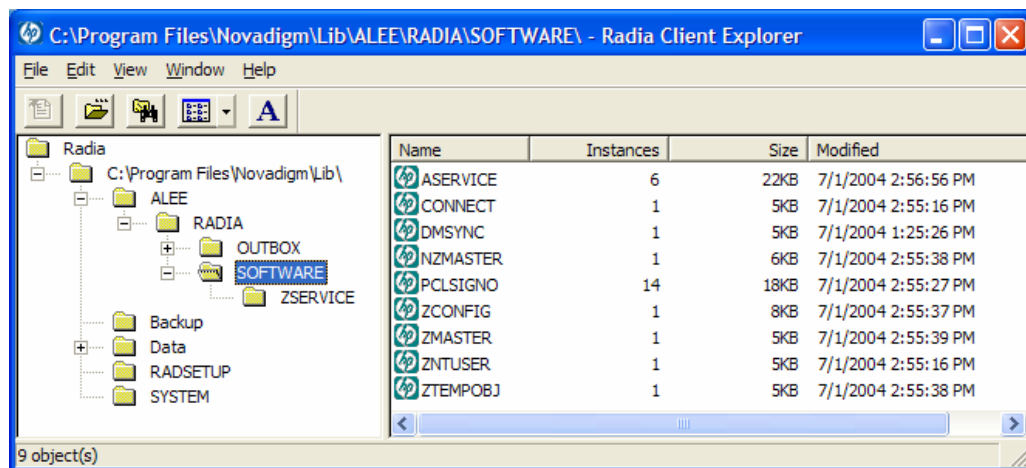 C:\Program Files\Novadigm\Lib\ALEE\RADIA\SOFTWARE\ - Radia Client Explorer
File Edit View Window Help
A
Radia
C:\Program Files\Novadigm\Lib\
ALEE
RADIA
OUTBOX
SOFTWARE
ZSERVICE
Backup
Data
RADSETUP
SYSTEM
Name Instances Size Modified
ASERVICE 6 22KB 7/1/2004 2:56:56 PM
CONNECT 1 5KB 7/1/2004 2:55:16 PM
DMSYNC 1 5KB 7/1/2004 1:25:26 PM
NZMASTER 1 6KB 7/1/2004 2:55:38 PM
PCLSIGNO 14 18KB 7/1/2004 2:55:27 PM
ZCONFIG 1 8KB 7/1/2004 2:55:37 PM
ZMASTER 1 5KB 7/1/2004 2:55:39 PM
ZNTUSER 1 5KB 7/1/2004 2:55:16 PM
ZTEMPOBJ 1 5KB 7/1/2004 2:55:38 PM
9 object(s)